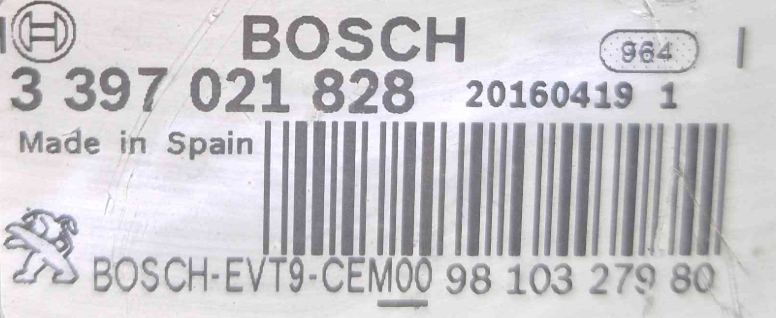 BOSCH 964
3 397 021 828 20160419 1
Made in Spain
BOSCH-EVT9-CEM00 98 103 279 80